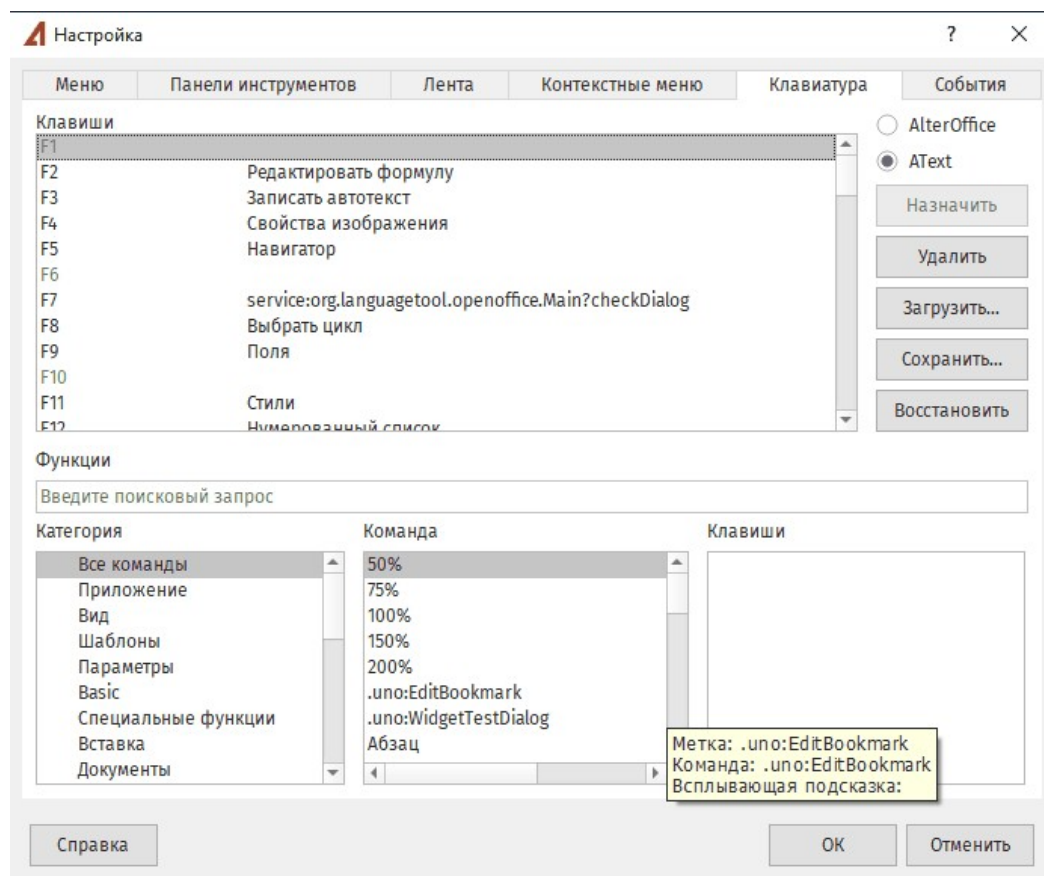 Настройка
?
Меню Панели инструментов Лента Контекстные меню Клавиатура События
Клавиши
F1
F2 Редактировать формулу
F3 Записать автотекст
F4 Свойства изображения
F5 Навигатор
F6
F7 service:org.languagetool.openoffice.Main?checkDialog
F8 Выбрать цикл
F9 Поля
F10
F11 Стили
F12 Нумерованный список
AlterOffice
AText
Назначить
Удалить
Загрузить...
Сохранить...
Восстановить
Функции
Введите поисковый запрос
Категория
Все команды
Приложение
Вид
Шаблоны
Параметры
Basic
Специальные функции
Вставка
Документы
Команда
50%
75%
100%
150%
200%
.uno:EditBookmark
.uno:WidgetTestDialog
Абзац
Клавиши
Метка: .uno:EditBookmark
Команда: .uno:EditBookmark
Всплывающая подсказка:
Справка ОК Отменить